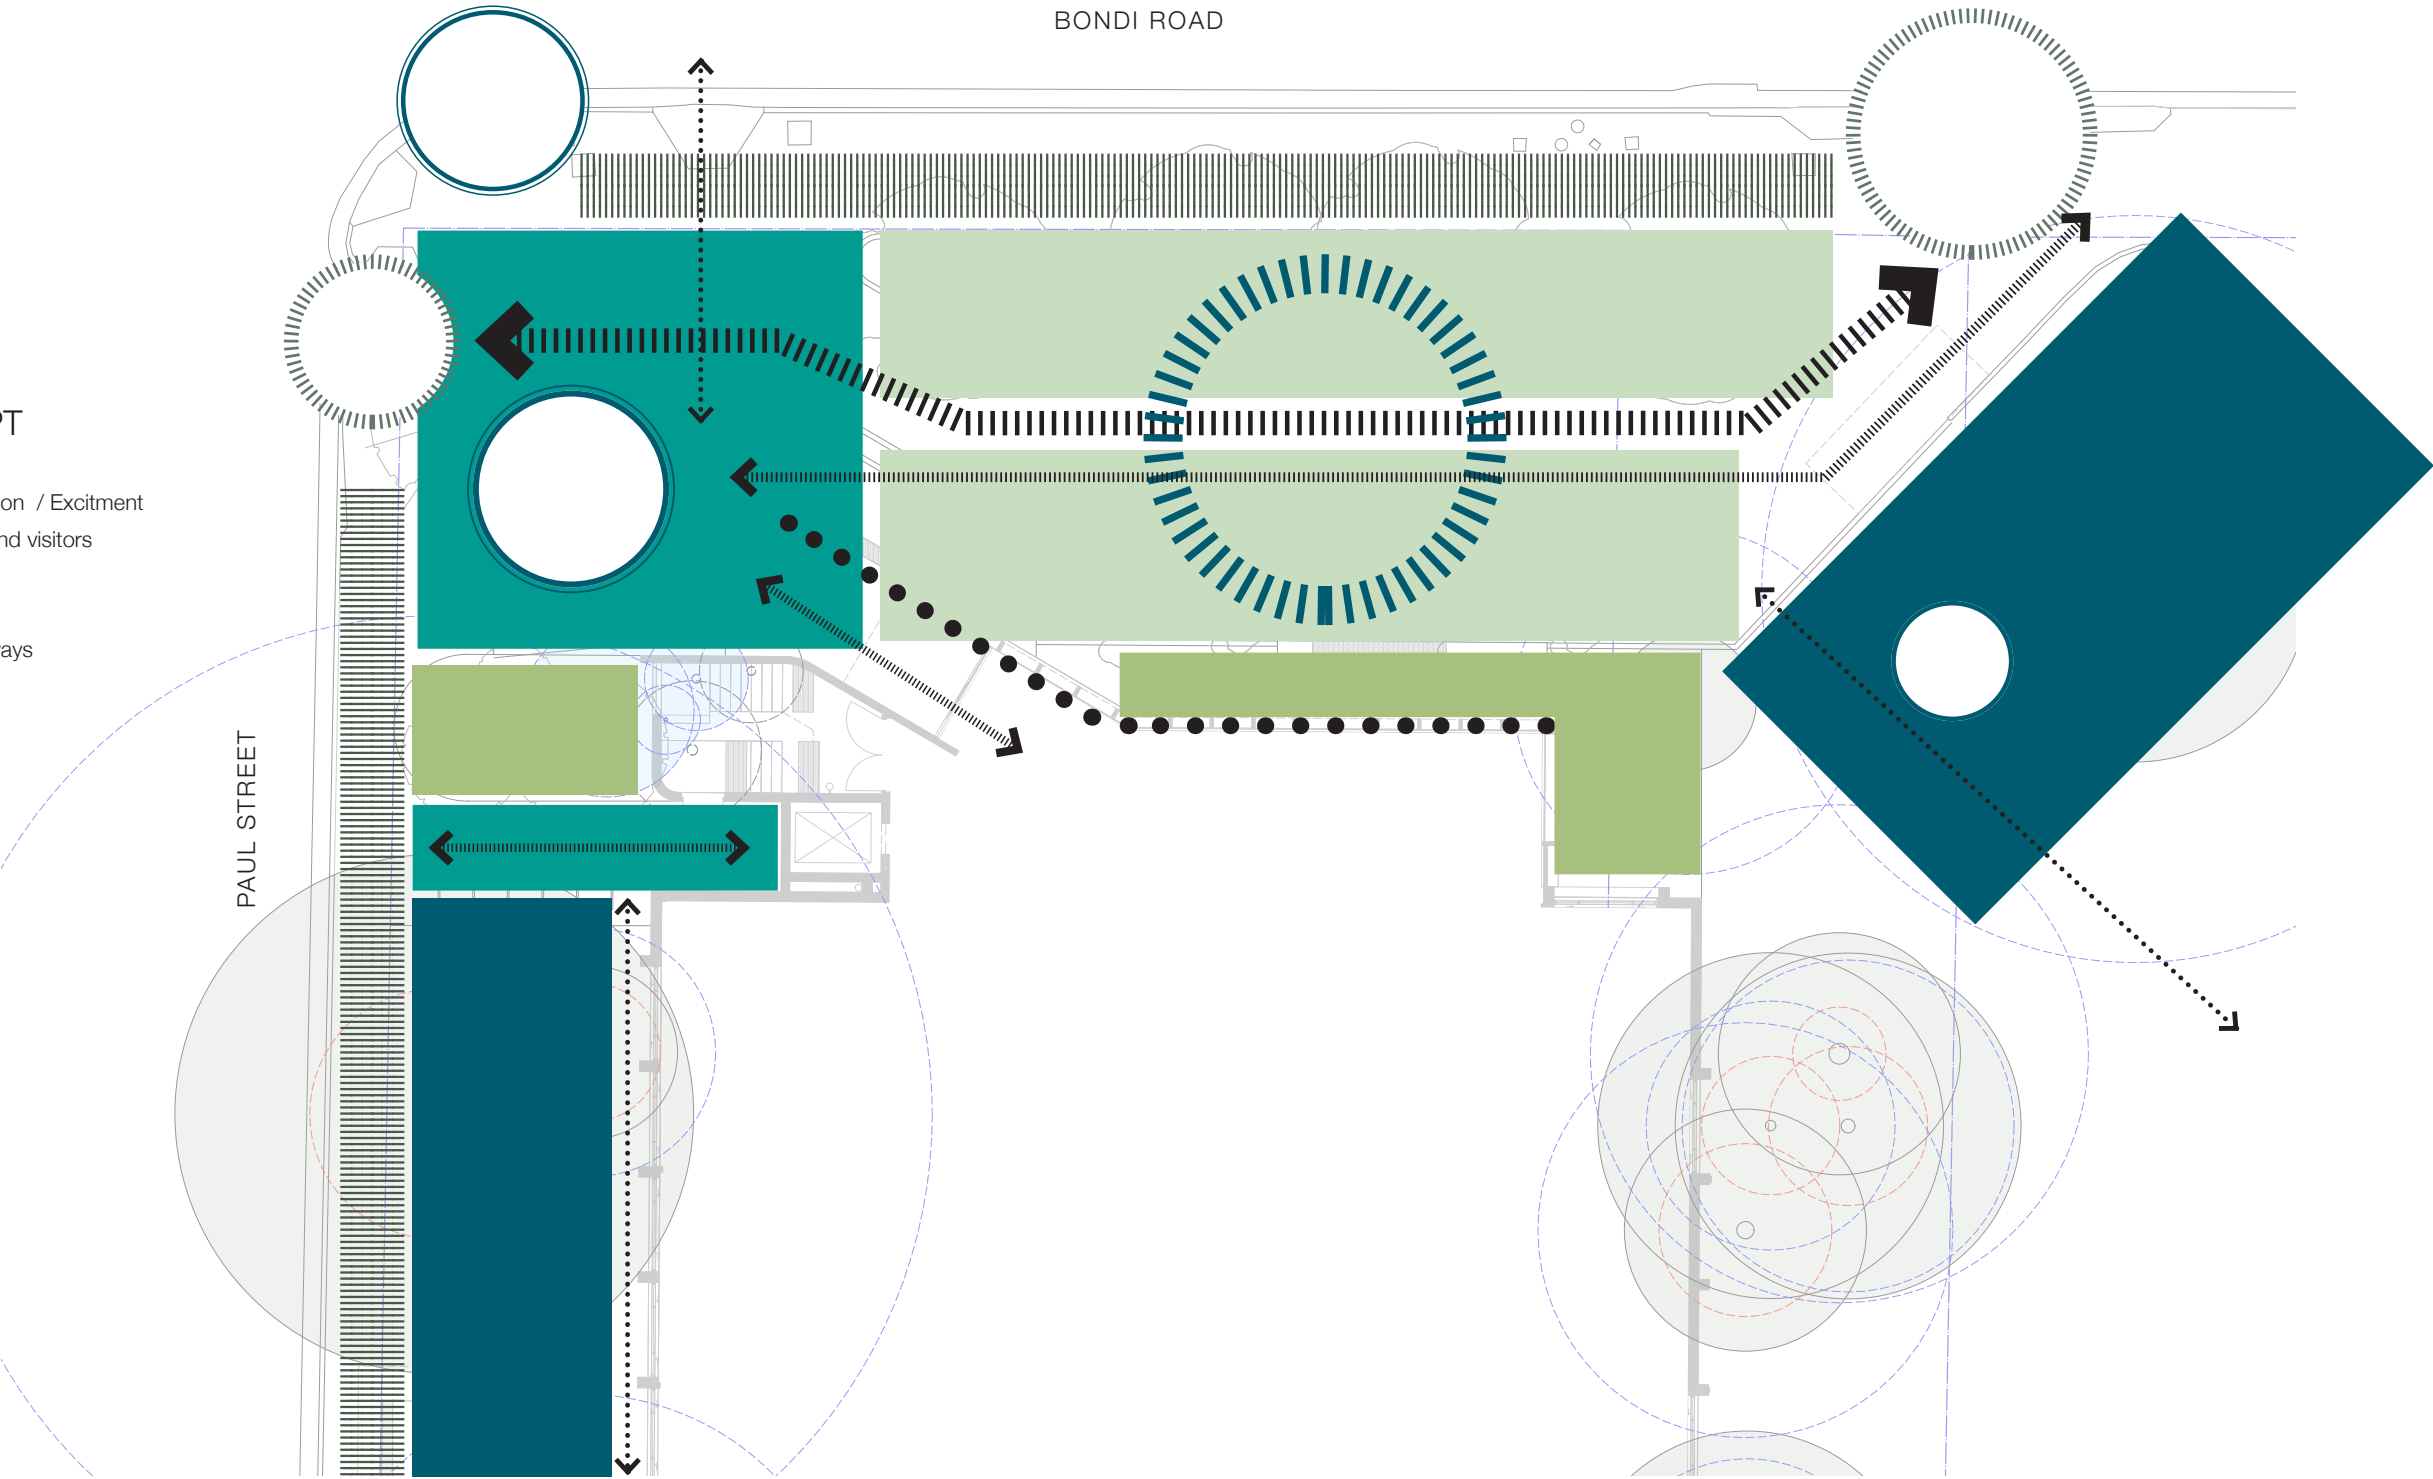 BONDI ROAD
PT
on / Excitment
nd visitors
ays
PAUL STREET